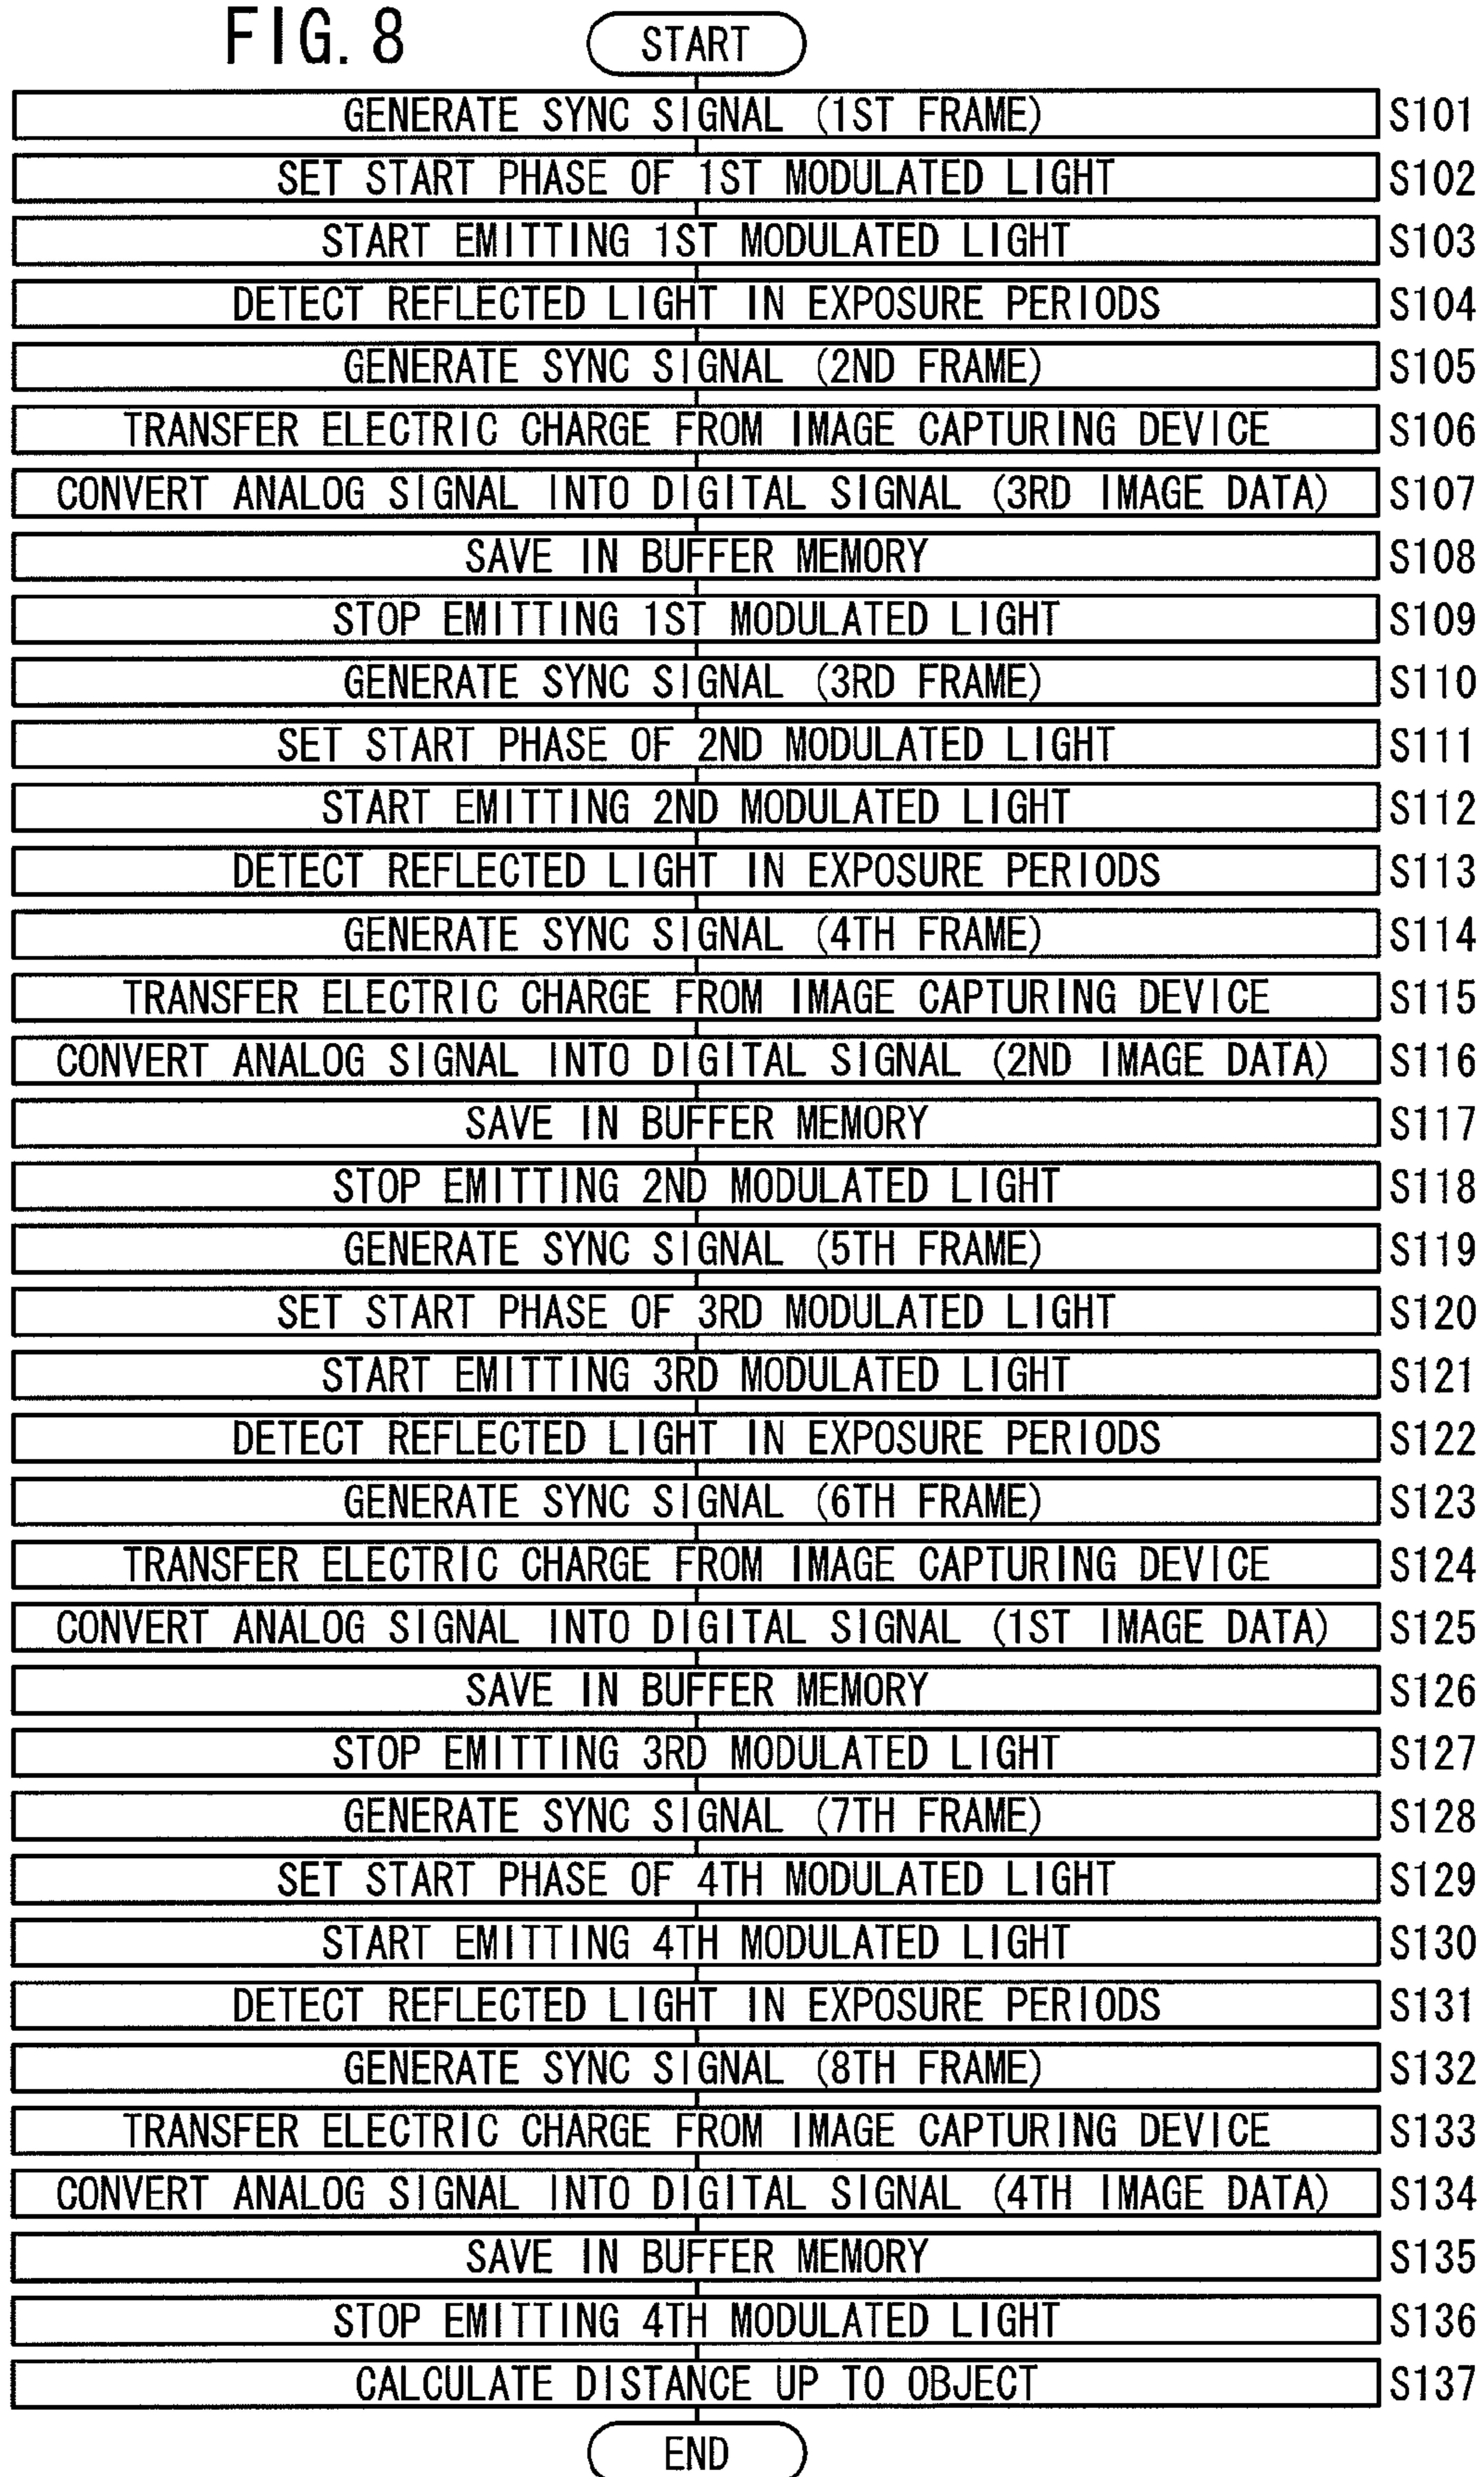 FIG. 8
START
GENERATE SYNC SIGNAL (1ST FRAME) S101
SET START PHASE OF 1ST MODULATED LIGHT S102
START EMITTING 1ST MODULATED LIGHT S103
DETECT REFLECTED LIGHT IN EXPOSURE PERIODS S104
GENERATE SYNC SIGNAL (2ND FRAME) S105
TRANSFER ELECTRIC CHARGE FROM IMAGE CAPTURING DEVICE S106
CONVERT ANALOG SIGNAL INTO DIGITAL SIGNAL (3RD IMAGE DATA) S107
SAVE IN BUFFER MEMORY S108
STOP EMITTING 1ST MODULATED LIGHT S109
GENERATE SYNC SIGNAL (3RD FRAME) S110
SET START PHASE OF 2ND MODULATED LIGHT S111
START EMITTING 2ND MODULATED LIGHT S112
DETECT REFLECTED LIGHT IN EXPOSURE PERIODS S113
GENERATE SYNC SIGNAL (4TH FRAME) S114
TRANSFER ELECTRIC CHARGE FROM IMAGE CAPTURING DEVICE S115
CONVERT ANALOG SIGNAL INTO DIGITAL SIGNAL (2ND IMAGE DATA) S116
SAVE IN BUFFER MEMORY S117
STOP EMITTING 2ND MODULATED LIGHT S118
GENERATE SYNC SIGNAL (5TH FRAME) S119
SET START PHASE OF 3RD MODULATED LIGHT S120
START EMITTING 3RD MODULATED LIGHT S121
DETECT REFLECTED LIGHT IN EXPOSURE PERIODS S122
GENERATE SYNC SIGNAL (6TH FRAME) S123
TRANSFER ELECTRIC CHARGE FROM IMAGE CAPTURING DEVICE S124
CONVERT ANALOG SIGNAL INTO DIGITAL SIGNAL (1ST IMAGE DATA) S125
SAVE IN BUFFER MEMORY S126
STOP EMITTING 3RD MODULATED LIGHT S127
GENERATE SYNC SIGNAL (7TH FRAME) S128
SET START PHASE OF 4TH MODULATED LIGHT S129
START EMITTING 4TH MODULATED LIGHT S130
DETECT REFLECTED LIGHT IN EXPOSURE PERIODS S131
GENERATE SYNC SIGNAL (8TH FRAME) S132
TRANSFER ELECTRIC CHARGE FROM IMAGE CAPTURING DEVICE S133
CONVERT ANALOG SIGNAL INTO DIGITAL SIGNAL (4TH IMAGE DATA) S134
SAVE IN BUFFER MEMORY S135
STOP EMITTING 4TH MODULATED LIGHT S136
CALCULATE DISTANCE UP TO OBJECT S137
END